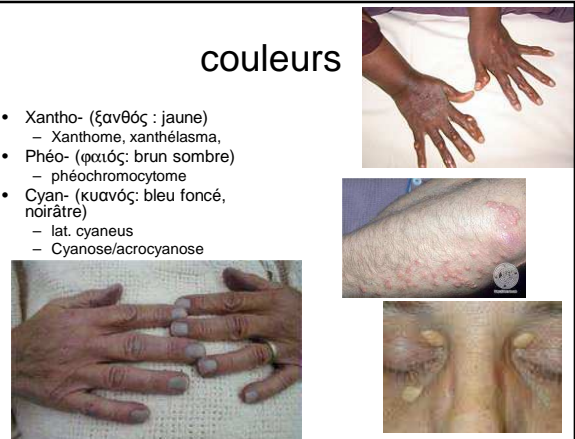 couleurs
• Xantho- (ξανθός : jaune)
– Xanthome, xanthélasma,
• Phéo- (φαιός: brun sombre)
– phéochromocytome
• Cyan- (κυανός: bleu foncé,
noirâtre)
– lat. cyaneus
– Cyanose/acrocyanose